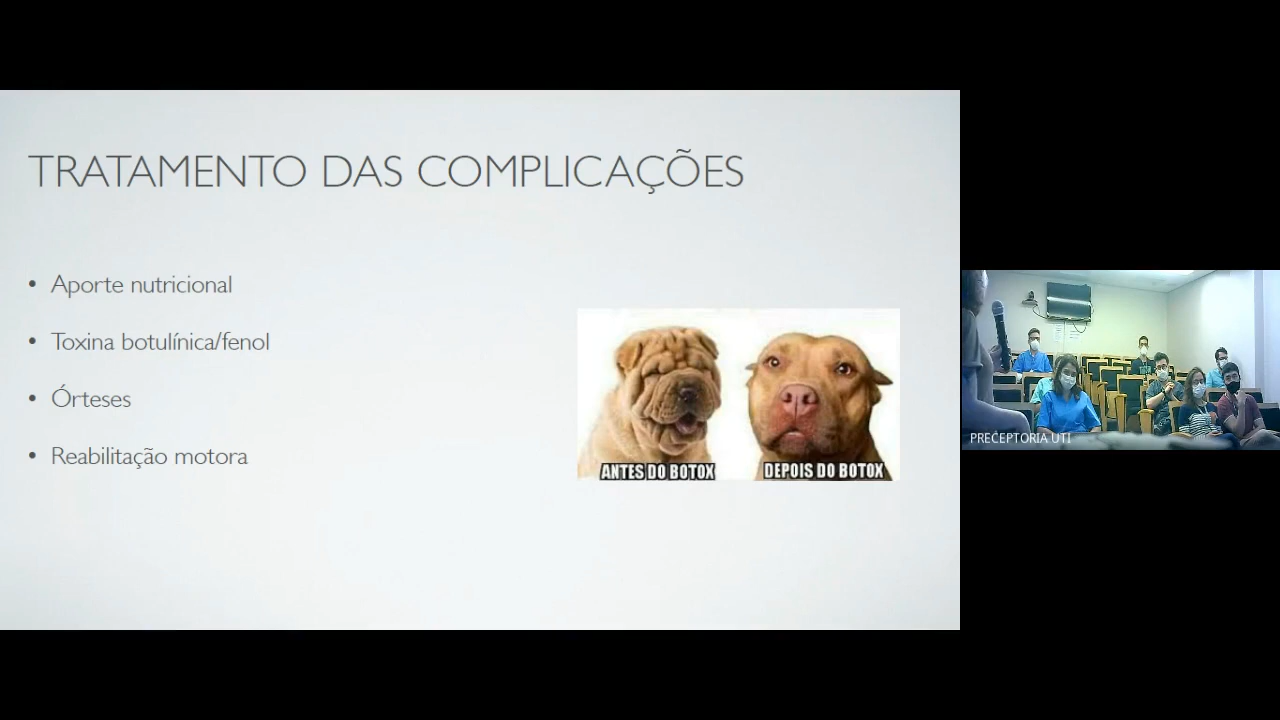 TRATAMENTO DAS COMPLICAÇÕES
• Aporte nutricional
• Toxina botulínica/fenol
• Órteses
• Reabilitação motora
ANTES DO BOTOX
DEPOIS DO BOTOX
PRECEPTORIA UTI